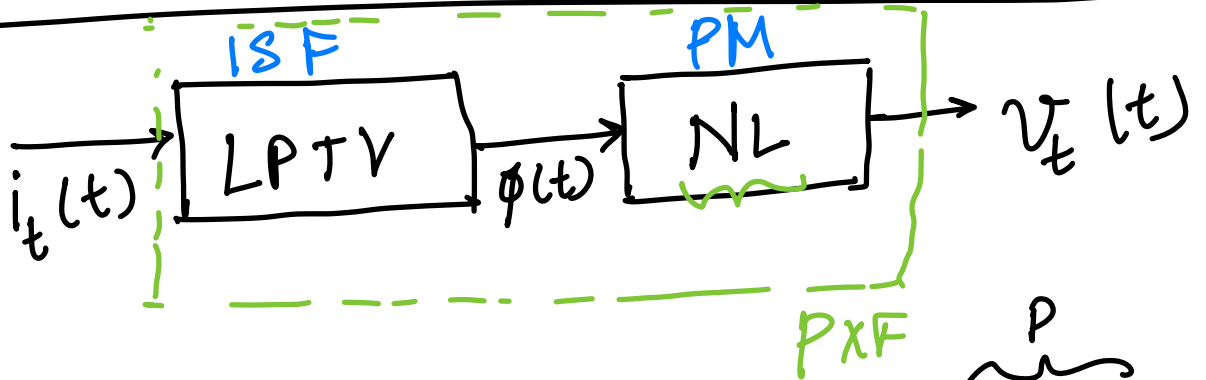 ISF PM
LPTV NL
i_t(t) ϕ(t) v_t(t)
PXF
P